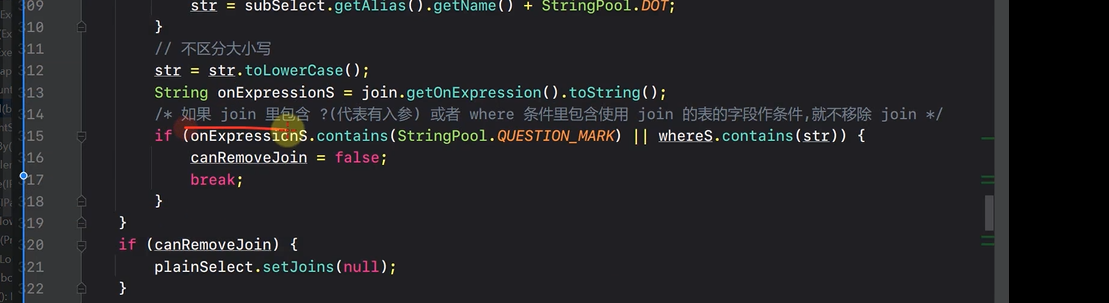 309 str = subSelect.getAlias().getName() + StringPool.DOT;
310 }
311 // 不区分大小写
312 str = str.toLowerCase();
313 String onExpressionS = join.getOnExpression().toString();
314 /* 如果 join 里包含 ?(代表有入参) 或者 where 条件里包含使用 join 的表的字段作条件,就不移除 join */
315 if (onExpressionS.contains(StringPool.QUESTION_MARK) || whereS.contains(str)) {
316 canRemoveJoin = false;
317 break;
318 }
319 }
320 if (canRemoveJoin) {
321 plainSelect.setJoins(null);
322 }